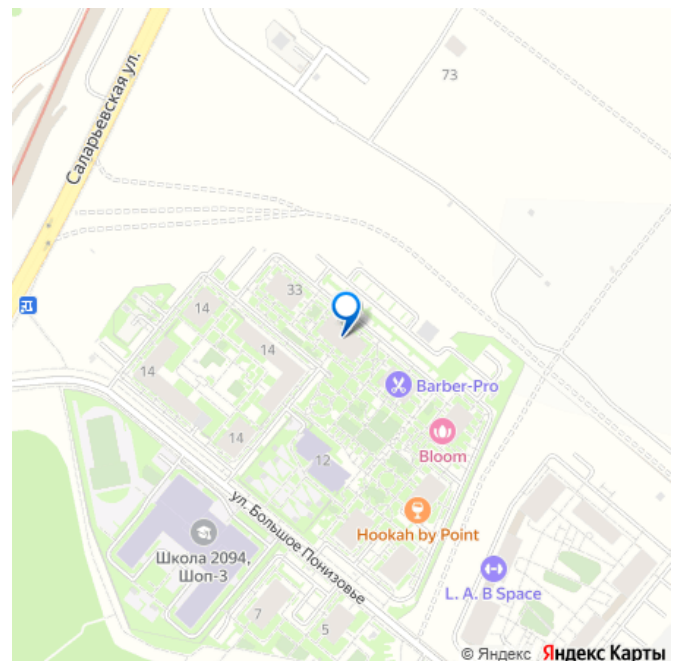 73
Саларьевская ул.
33
14
14
14
Barber-Pro
14
Bloom
12
ул. Большое Понизовье
Hookah by Point
Школа 2094,
Шоп-3
L. A. B Space
7
5
© Яндекс Яндекс Карты